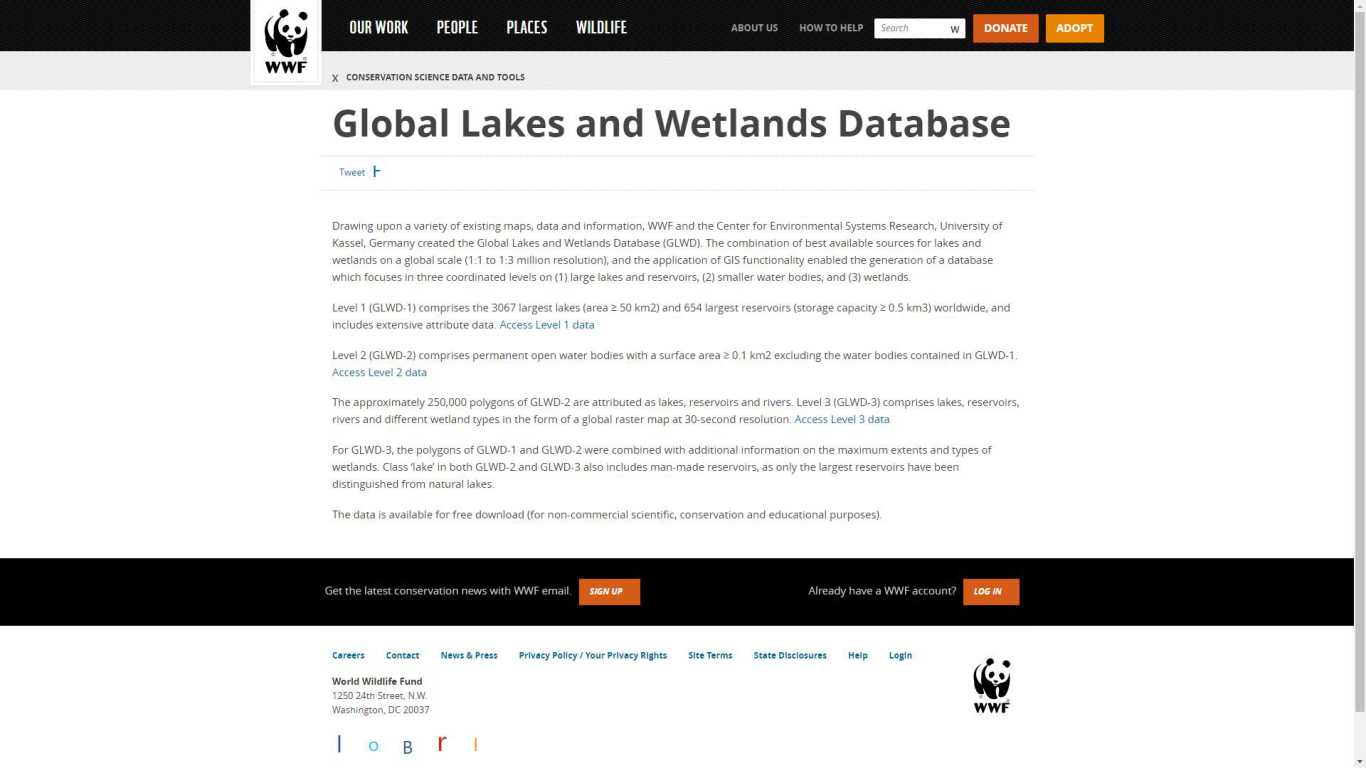 OUR WORK PEOPLE PLACES WILDLIFE ABOUT US HOW TO HELP Search W DONATE ADOPT
© WWF ®
X CONSERVATION SCIENCE DATA AND TOOLS
Global Lakes and Wetlands Database
Tweet
Drawing upon a variety of existing maps, data and information, WWF and the Center for Environmental Systems Research, University of
Kassel, Germany created the Global Lakes and Wetlands Database (GLWD). The combination of best available sources for lakes and
wetlands on a global scale (1:1 to 1:3 million resolution), and the application of GIS functionality enabled the generation of a database
which focuses in three coordinated levels on (1) large lakes and reservoirs, (2) smaller water bodies, and (3) wetlands.
Level 1 (GLWD-1) comprises the 3067 largest lakes (area ≥ 50 km2) and 654 largest reservoirs (storage capacity ≥ 0.5 km3) worldwide, and
includes extensive attribute data. Access Level 1 data
Level 2 (GLWD-2) comprises permanent open water bodies with a surface area ≥ 0.1 km2 excluding the water bodies contained in GLWD-1.
Access Level 2 data
The approximately 250,000 polygons of GLWD-2 are attributed as lakes, reservoirs and rivers. Level 3 (GLWD-3) comprises lakes, reservoirs,
rivers and different wetland types in the form of a global raster map at 30-second resolution. Access Level 3 data
For GLWD-3, the polygons of GLWD-1 and GLWD-2 were combined with additional information on the maximum extents and types of
wetlands. Class ‘lake’ in both GLWD-2 and GLWD-3 also includes man-made reservoirs, as only the largest reservoirs have been
distinguished from natural lakes.
The data is available for free download (for non-commercial scientific, conservation and educational purposes).
Get the latest conservation news with WWF email. SIGN UP Already have a WWF account? LOG IN
Careers Contact News & Press Privacy Policy / Your Privacy Rights Site Terms State Disclosures Help Login
World Wildlife Fund
1250 24th Street, N.W.
Washington, DC 20037
WWF
l o B r l